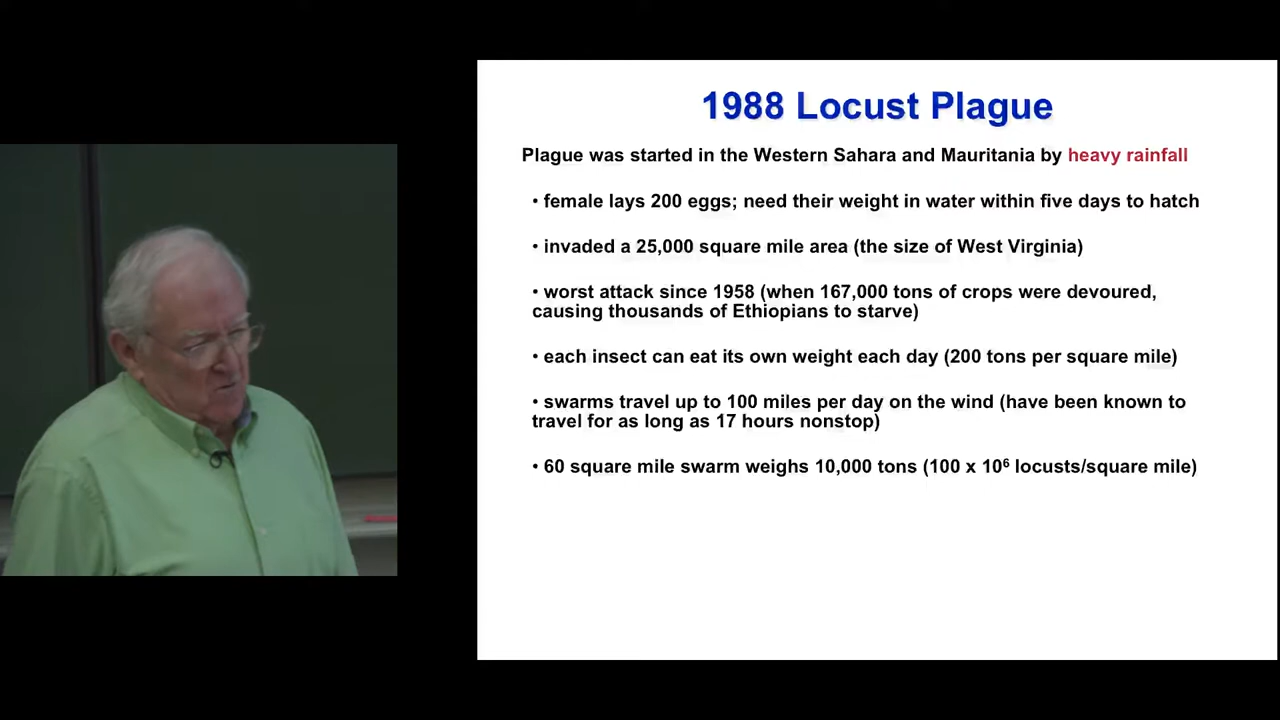 1988 Locust Plague
Plague was started in the Western Sahara and Mauritania by heavy rainfall
• female lays 200 eggs; need their weight in water within five days to hatch
• invaded a 25,000 square mile area (the size of West Virginia)
• worst attack since 1958 (when 167,000 tons of crops were devoured,
causing thousands of Ethiopians to starve)
• each insect can eat its own weight each day (200 tons per square mile)
• swarms travel up to 100 miles per day on the wind (have been known to
travel for as long as 17 hours nonstop)
• 60 square mile swarm weighs 10,000 tons (100 x 10⁶ locusts/square mile)